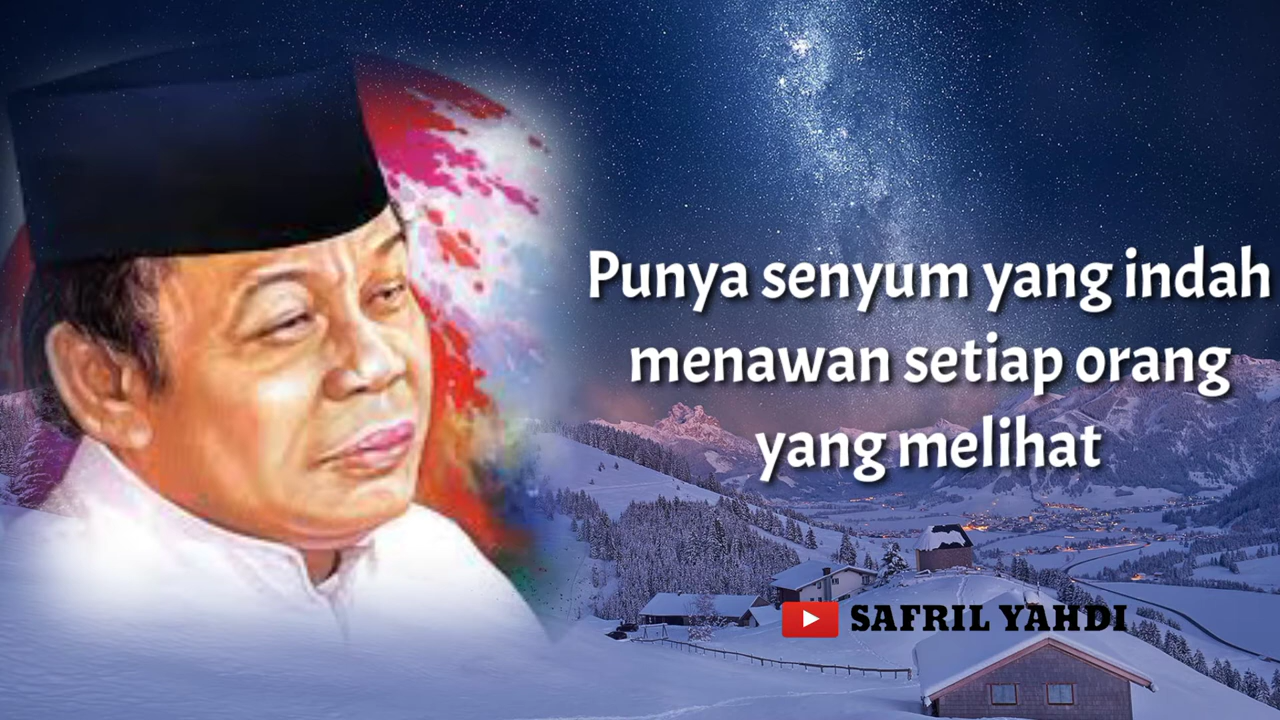 Punya senyum yang indah
menawan setiap orang
yang melihat
SAFRIL YAHDI